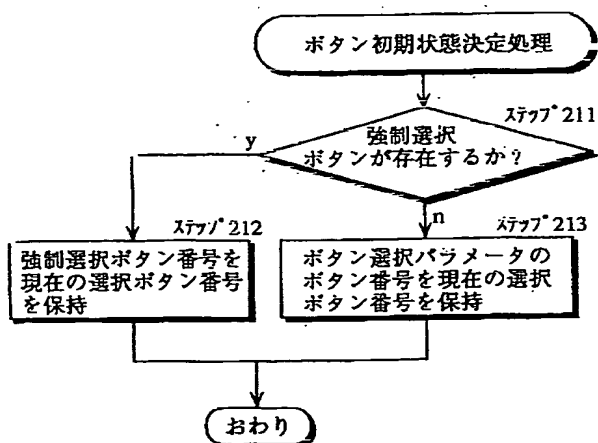 ボタン初期状態決定処理
ステップ211
強制選択
ボタンが存在するか?
y
n
ステップ212
強制選択ボタン番号を
現在の選択ボタン番号
を保持
ステップ213
ボタン選択パラメータの
ボタン番号を現在の選択
ボタン番号を保持
おわり